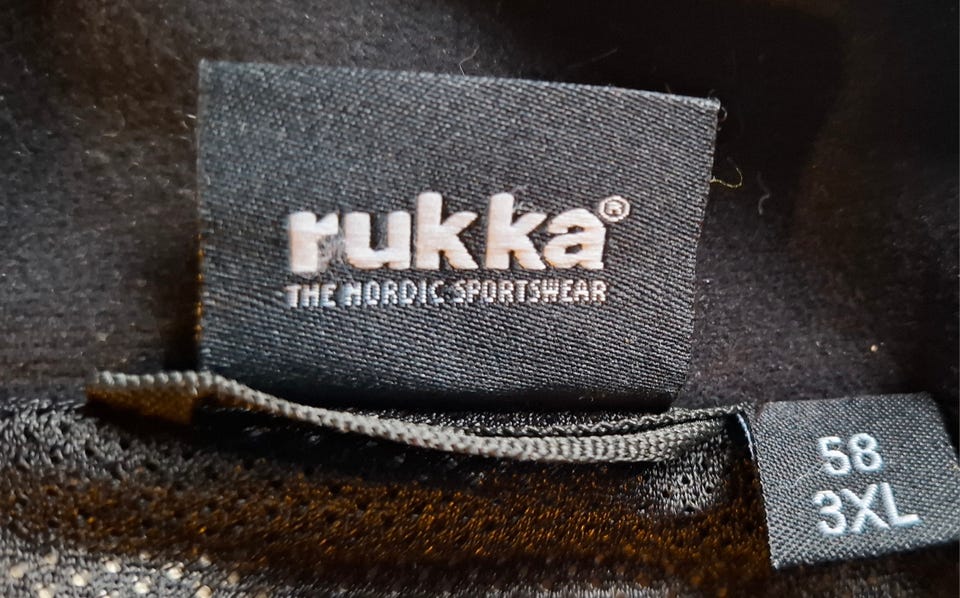 rukka®
THE NORDIC SPORTSWEAR
58
3XL